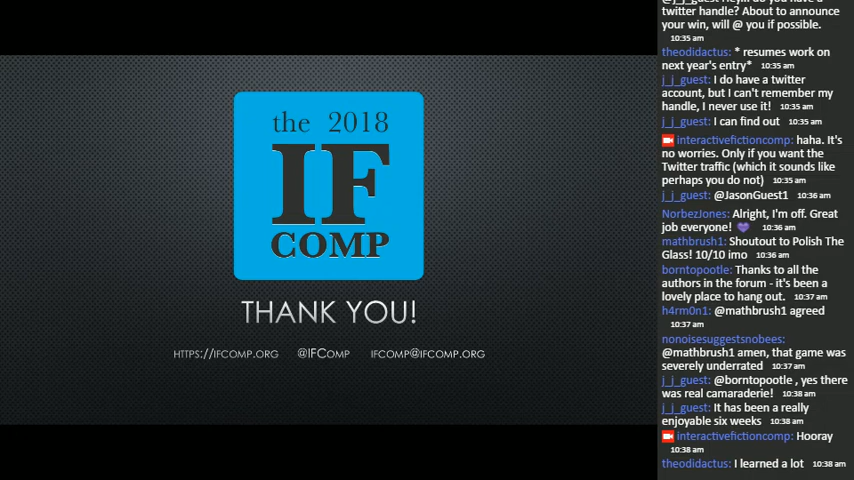 the 2018
IF
COMP
THANK YOU!
HTTPS://IFCOMP.ORG @IFCOMP IFCOMP@IFCOMP.ORG
twitter handle? About to announce
your win, will @ you if possible.
10:35 am
theodidactus: * resumes work on
next year's entry* 10:35 am
j_j_guest: I do have a twitter
account, but I can't remember my
handle, I never use it! 10:35 am
j_j_guest: I can find out 10:35 am
interactivefictioncomp: haha. It's
no worries. Only if you want the
Twitter traffic (which it sounds like
perhaps you do not) 10:35 am
j_j_guest: @JasonGuest1 10:36 am
NorbezJones: Alright, I'm off. Great
job everyone! 10:36 am
mathbrush1: Shoutout to Polish The
Glass! 10/10 imo 10:36 am
borntopootle: Thanks to all the
authors in the forum - it's been a
lovely place to hang out. 10:37 am
h4rm0n1: @mathbrush1 agreed
10:37 am
nonoisesuggestsnobees:
@mathbrush1 amen, that game was
severely underrated 10:37 am
j_j_guest: @borntopootle , yes there
was real camaraderie! 10:38 am
j_j_guest: It has been a really
enjoyable six weeks 10:38 am
interactivefictioncomp: Hooray
10:38 am
theodidactus: I learned a lot 10:38 am